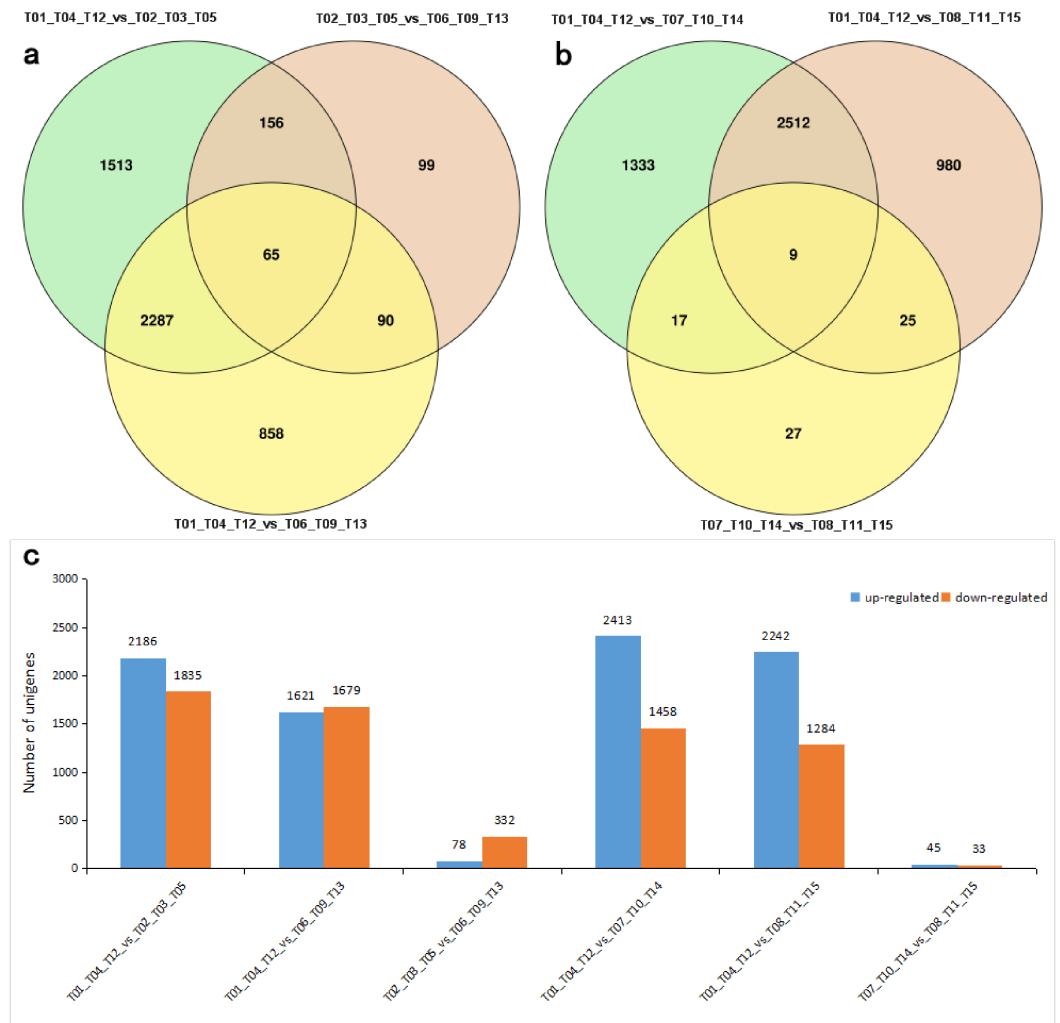 T01_T04_T12_vs_T02_T03_T05
T02_T03_T05_vs_T06_T09_T13
T01_T04_T12_vs_T07_T10_T14
T01_T04_T12_vs_T08_T11_T15
a
b
156
1513
99
65
2287
90
858
2512
1333
980
9
17
25
27
T01_T04_T12_vs_T06_T09_T13
T07_T10_T14_vs_T08_T11_T15
c
up-regulated
down-regulated
Number of unigenes
3000
2500
2000
1500
1000
500
0
2186
1835
1621
1679
78
332
2413
1458
2242
1284
45
33
T01_T04_T12_vs_T02_T03_T05
T01_T04_T12_vs_T06_T09_T13
T02_T03_T05_vs_T06_T09_T13
T01_T04_T12_vs_T07_T10_T14
T01_T04_T12_vs_T08_T11_T15
T07_T10_T14_vs_T08_T11_T15